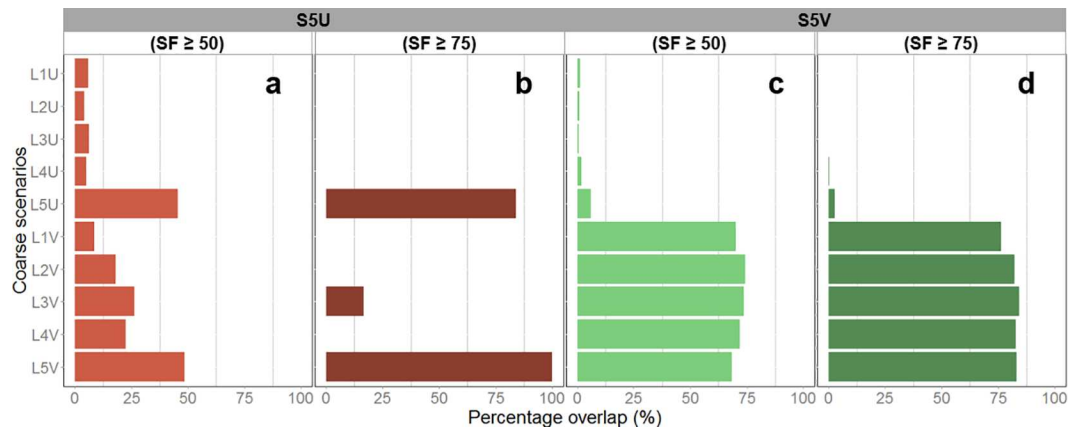 S5U S5V
(SF ≥ 50) (SF ≥ 75) (SF ≥ 50) (SF ≥ 75)
a b c d
Coarse scenarios
L1U
L2U
L3U
L4U
L5U
L1V
L2V
L3V
L4V
L5V
0 25 50 75 100 0 25 50 75 100 0 25 50 75 100 0 25 50 75 100
Percentage overlap (%)